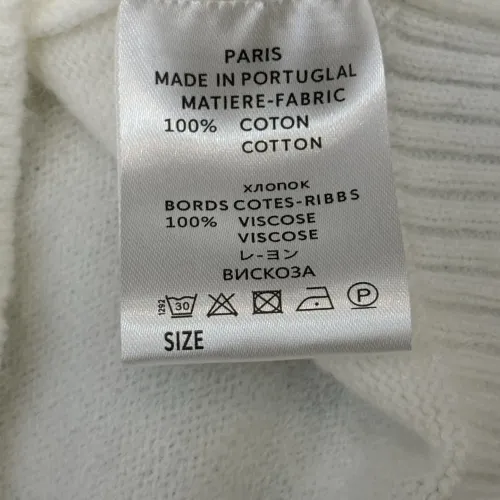 PARIS
MADE IN PORTUGLAL
MATIERE-FABRIC
100% COTON
COTTON
хлопок
BORDS COTES-RIBBS
100% VISCOSE
VISCOSE
レ-ヨン
ВИСКОЗА
1292 30 P
SIZE